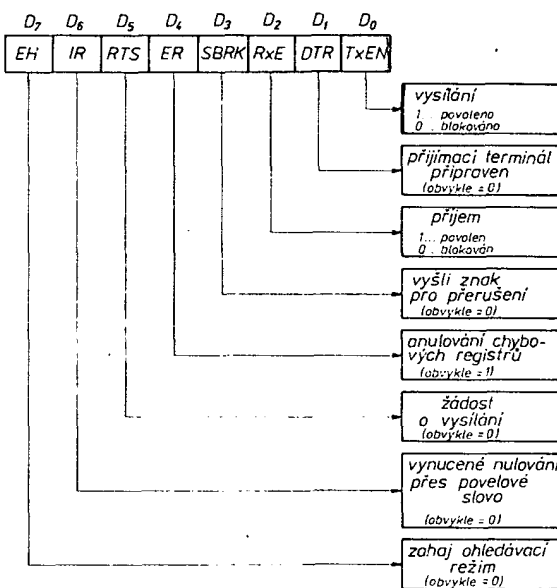 D7 D6 D5 D4 D3 D2 D1 D0
EH IR RTS ER SBRK RxE DTR TxEN
vysílání
1... povoleno
0 . blokováno
přijímací terminál
připraven
(obvykle = 0)
příjem
1... povolen
0 . blokován
vyšli znak
pro přerušení
(obvykle = 0)
anulování chybo-
vých registrů
(obvykle = 1)
žádost
o vysílání
(obvykle = 0)
vynucené nulování
přes povelové
slovo
(obvykle = 0)
zahaj ohledávací
režim
(obvykle = 0)